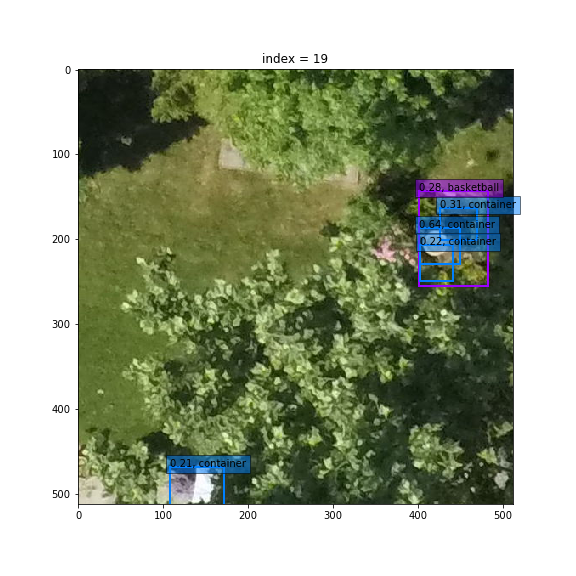 index = 19
0
100
0.28, basketball
0.31, container
0.64, container
200
0.22, container
300
400
0.21, container
500
0
100
200
300
400
500